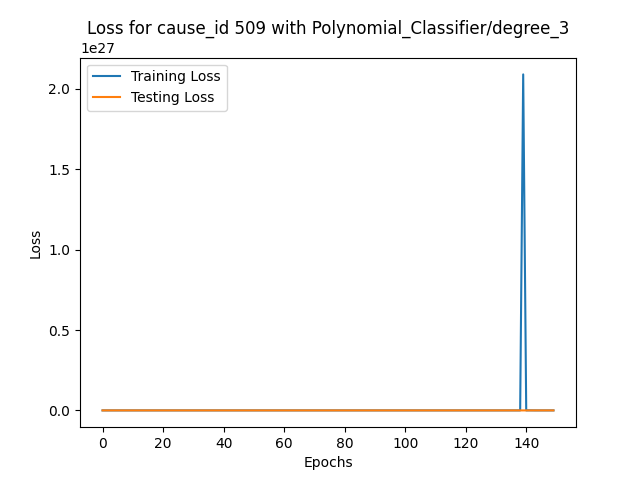 Loss for cause_id 509 with Polynomial_Classifier/degree_3
1e27
Training Loss
Testing Loss
2.0
1.5
1.0
0.5
0.0
Loss
0 20 40 60 80 100 120 140
Epochs